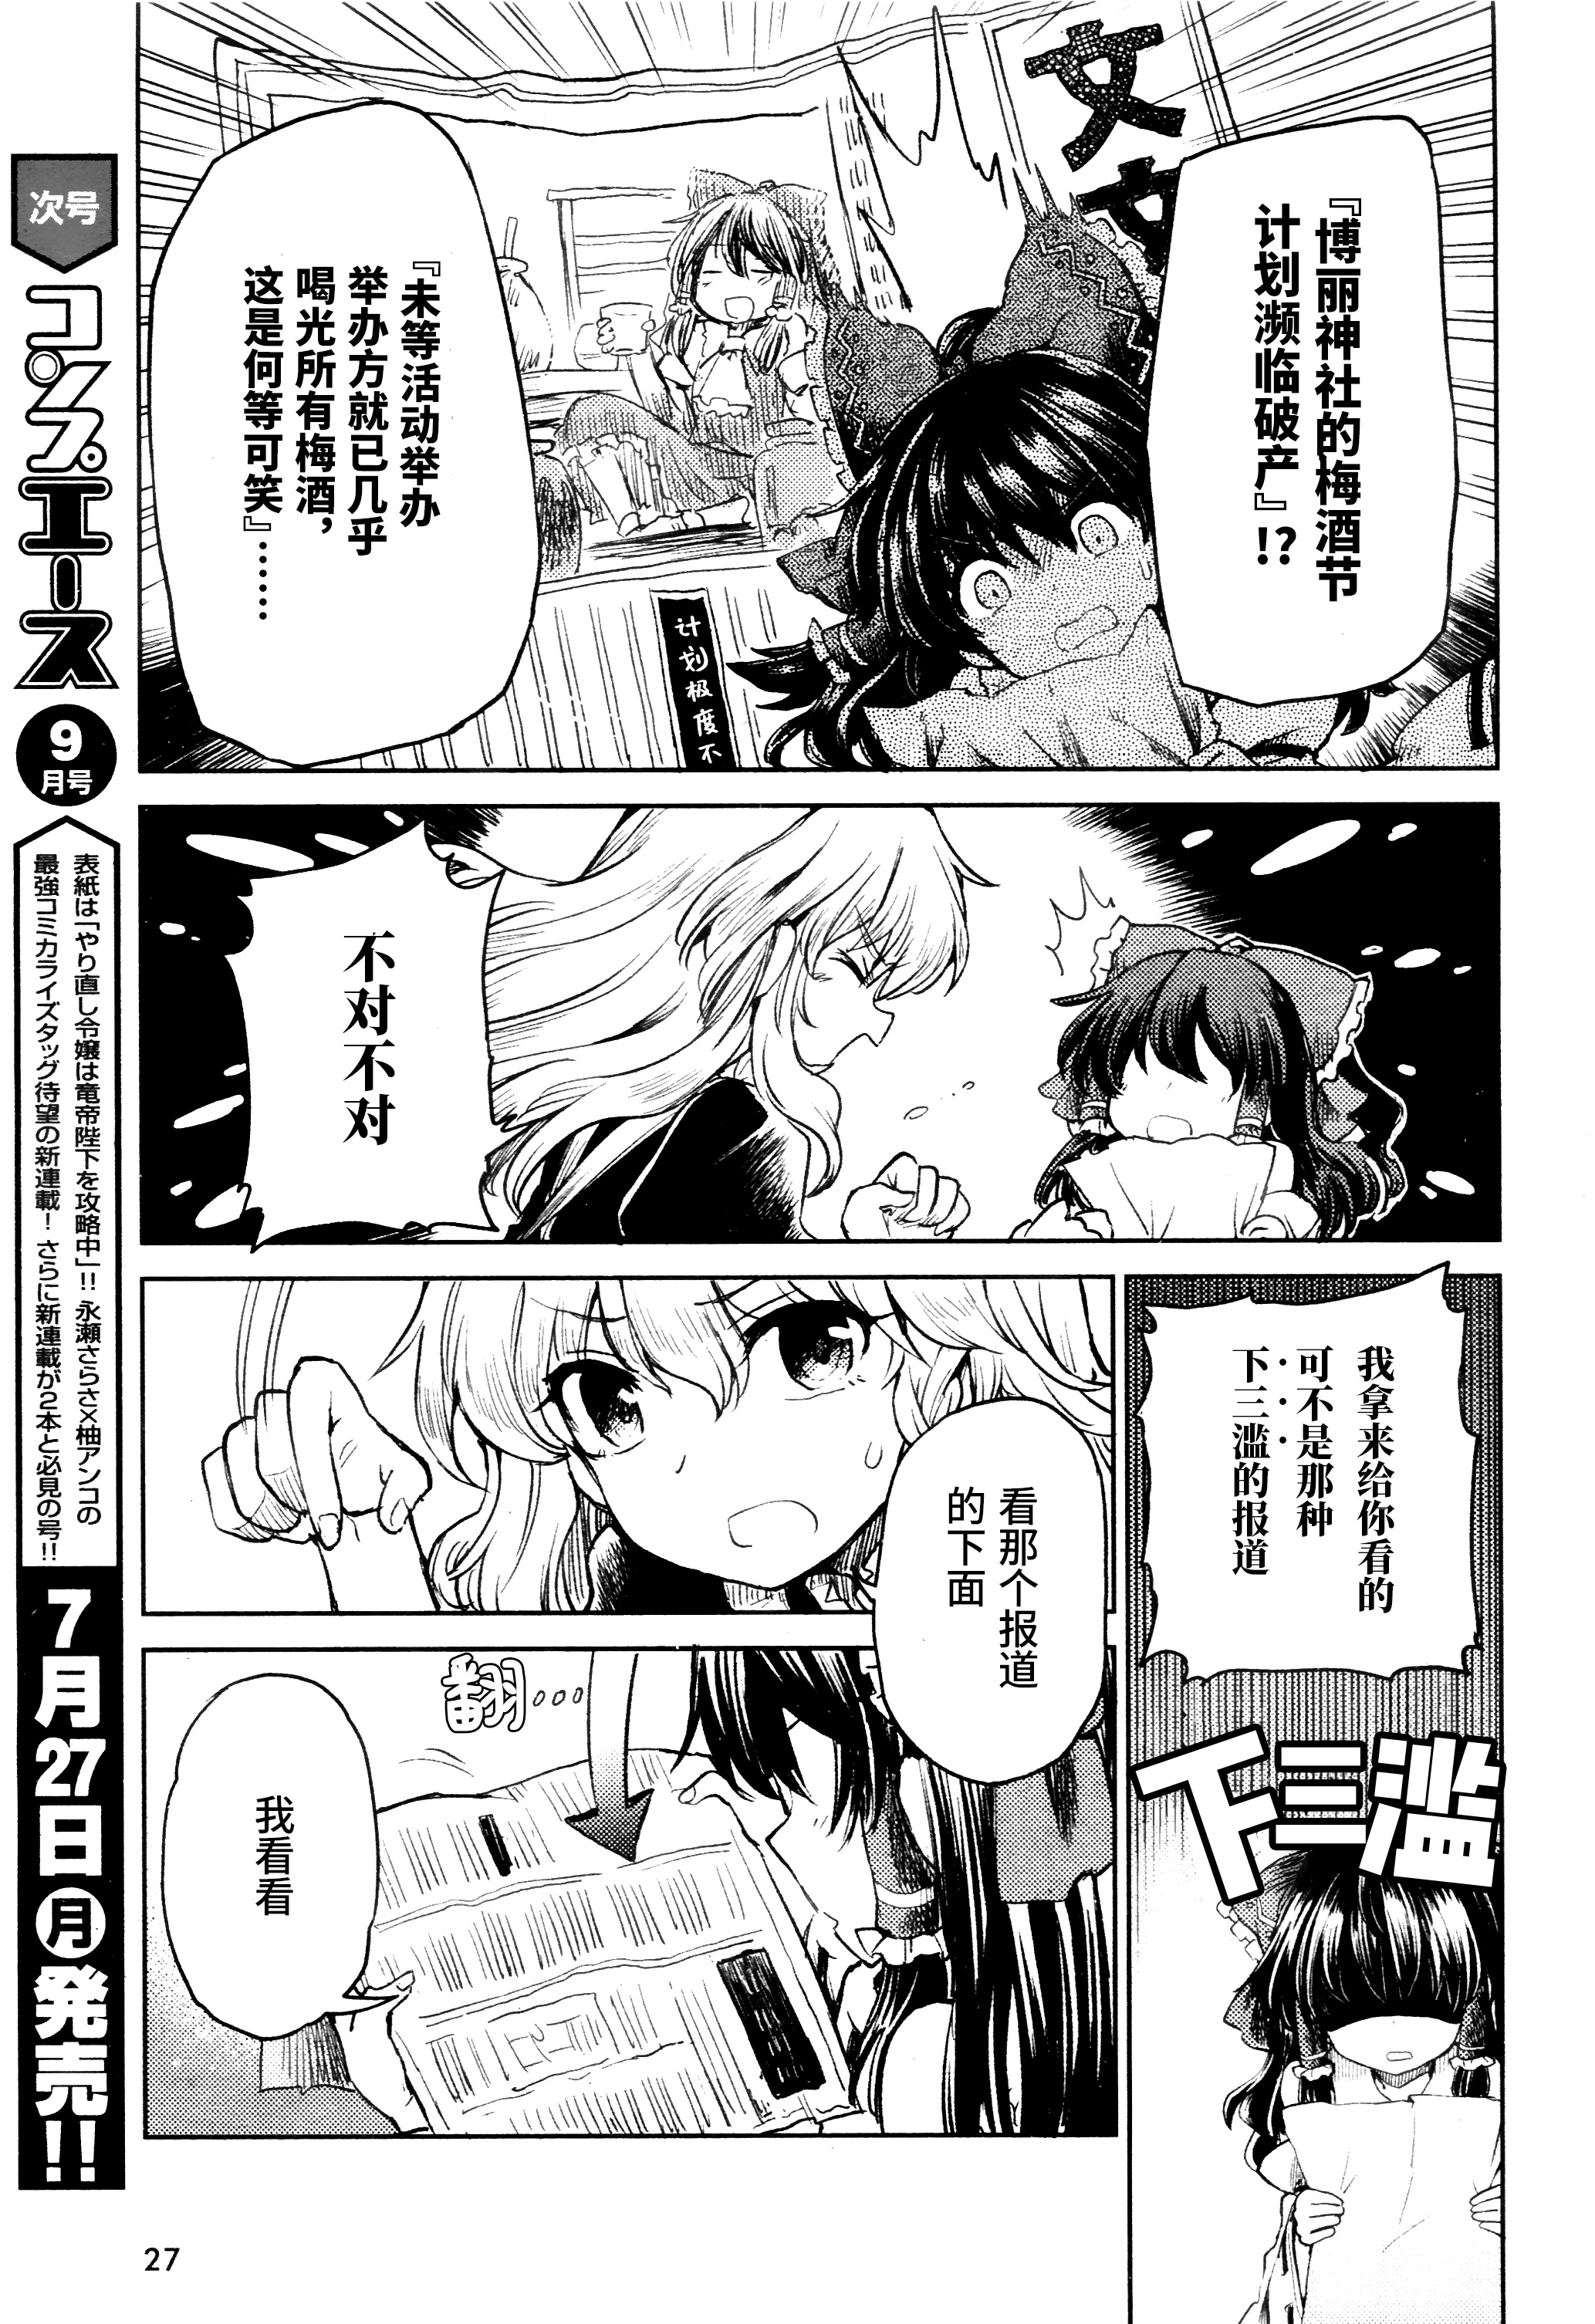 文
『博丽神社的梅酒节
计划濒临破产』!?
『未等活动举办
举办方就已几乎
喝光所有梅酒，
这是何等可笑』……
计划极度不
不对不对
我拿来给你看的
可不是那种
下三滥的报道
下三滥
看那个报道
的下面
翻…
我看看
次号
コンプエース
9
月号
表紙は「やり直し令嬢は竜帝陛下を攻略中」!! 永瀬さらさ×柚アンコの
最強コミカライズタッグ待望の新連載！ さらに新連載が2本と必見の号!!
7月27日月発売!!
27